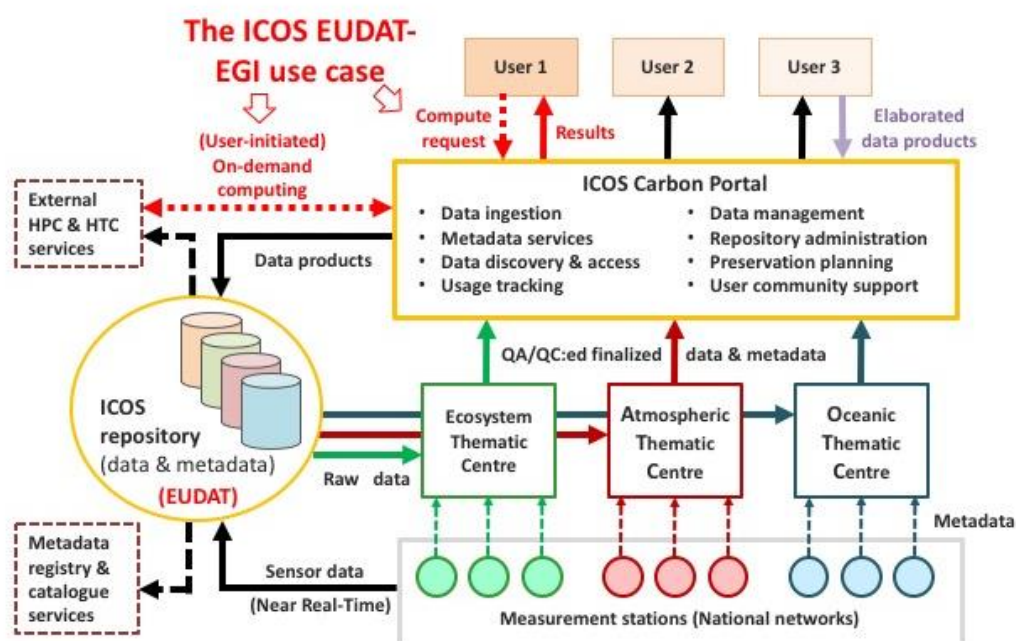 The ICOS EUDAT-
EGI use case
User 1
User 2
User 3
(User-initiated)
On-demand
computing
Compute
request
Results
Elaborated
data products
External
HPC & HTC
services
ICOS Carbon Portal
• Data ingestion
• Metadata services
• Data discovery & access
• Usage tracking
• Data management
• Repository administration
• Preservation planning
• User community support
Data products
QA/QC:ed finalized data & metadata
ICOS
repository
(data & metadata)
(EUDAT)
Ecosystem
Thematic
Centre
Atmospheric
Thematic
Centre
Oceanic
Thematic
Centre
Raw data
Metadata
Metadata
registry &
catalogue
services
Sensor data
(Near Real-Time)
Measurement stations (National networks)